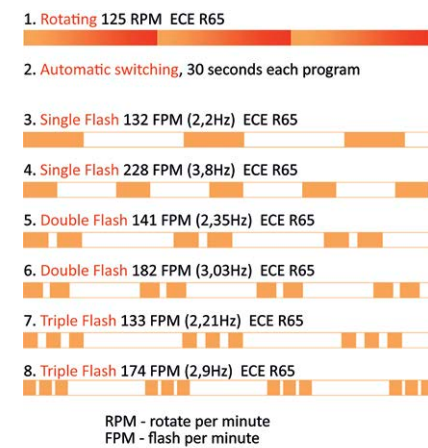 1. Rotating 125 RPM ECE R65
2. Automatic switching, 30 seconds each program
3. Single Flash 132 FPM (2,2Hz) ECE R65
4. Single Flash 228 FPM (3,8Hz) ECE R65
5. Double Flash 141 FPM (2,35Hz) ECE R65
6. Double Flash 182 FPM (3,03Hz) ECE R65
7. Triple Flash 133 FPM (2,21Hz) ECE R65
8. Triple Flash 174 FPM (2,9Hz) ECE R65
RPM - rotate per minute
FPM - flash per minute